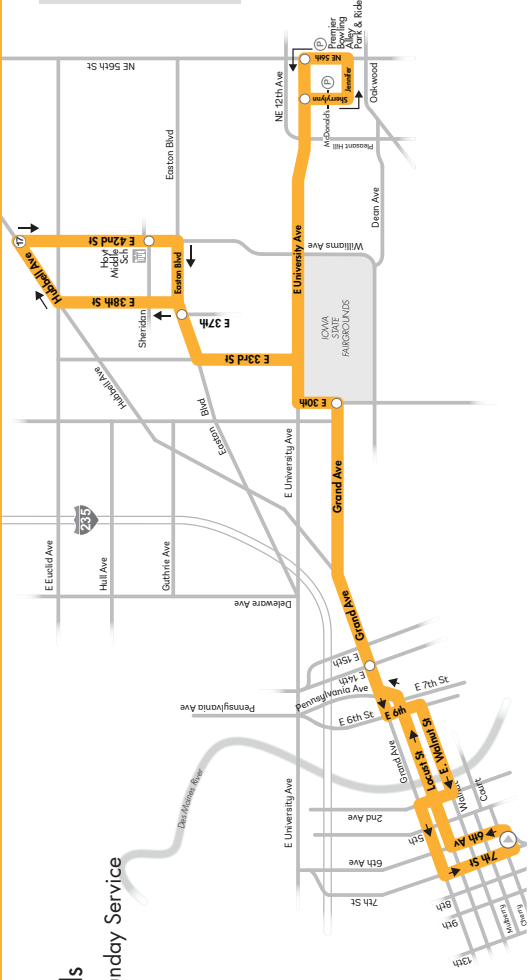 Premier
Bowling
Alley
Park & Ride
P
NE 56th
NE 56th St
Jennifer
Oakwood
NE 12th Ave
P
Sherrylynn
McDonald's
Pleasant Hill
Easton Blvd
Dean Ave
Williams Ave
E University Ave
17
E 42nd St
Hoyt
Middle
Sch
Easton Blvd
Hubbell Ave
E 38th St
Sheridan
E 37th
IOWA
STATE
FAIRGROUNDS
E 33rd St
Hubbell Ave
E 30th
Easton
Blvd
E University Ave
Grand Ave
235
E Euclid Ave
Hull Ave
Guthrie Ave
Deleware Ave
Grand Ave
E 15th
E 14th
Pennsylvania Ave
Pennsylvania Ave
E 7th St
E 6th St
E 6th
Grand Ave
Locust St
E. Walnut St
Des Moines River
E University Ave
2nd Ave
Walnut
Court
5th
6th Av
6th Ave
7th St
7th St
8th
9th
13th
Mulberry
Cherry
ls
nday Service